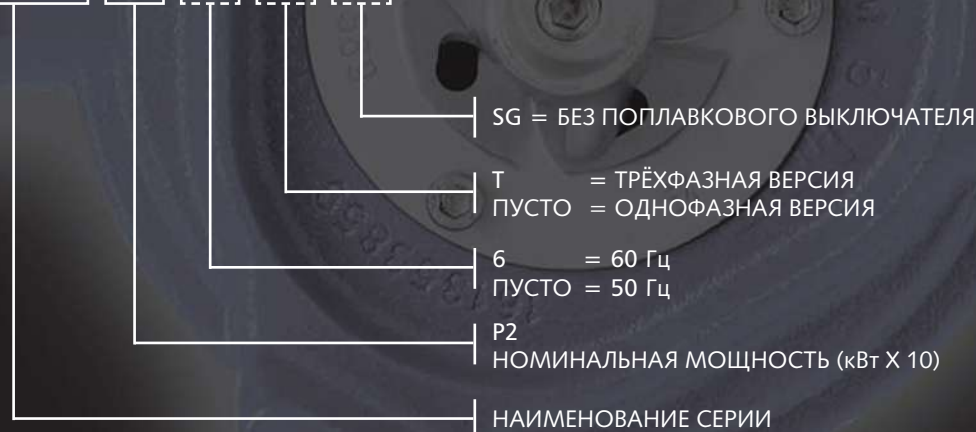 SG = БЕЗ ПОПЛАВКОВОГО ВЫКЛЮЧАТЕЛЯ
T = ТРЁХФАЗНАЯ ВЕРСИЯ
ПУСТО = ОДНОФАЗНАЯ ВЕРСИЯ
6 = 60 Гц
ПУСТО = 50 Гц
P2
НОМИНАЛЬНАЯ МОЩНОСТЬ (кВт X 10)
НАИМЕНОВАНИЕ СЕРИИ